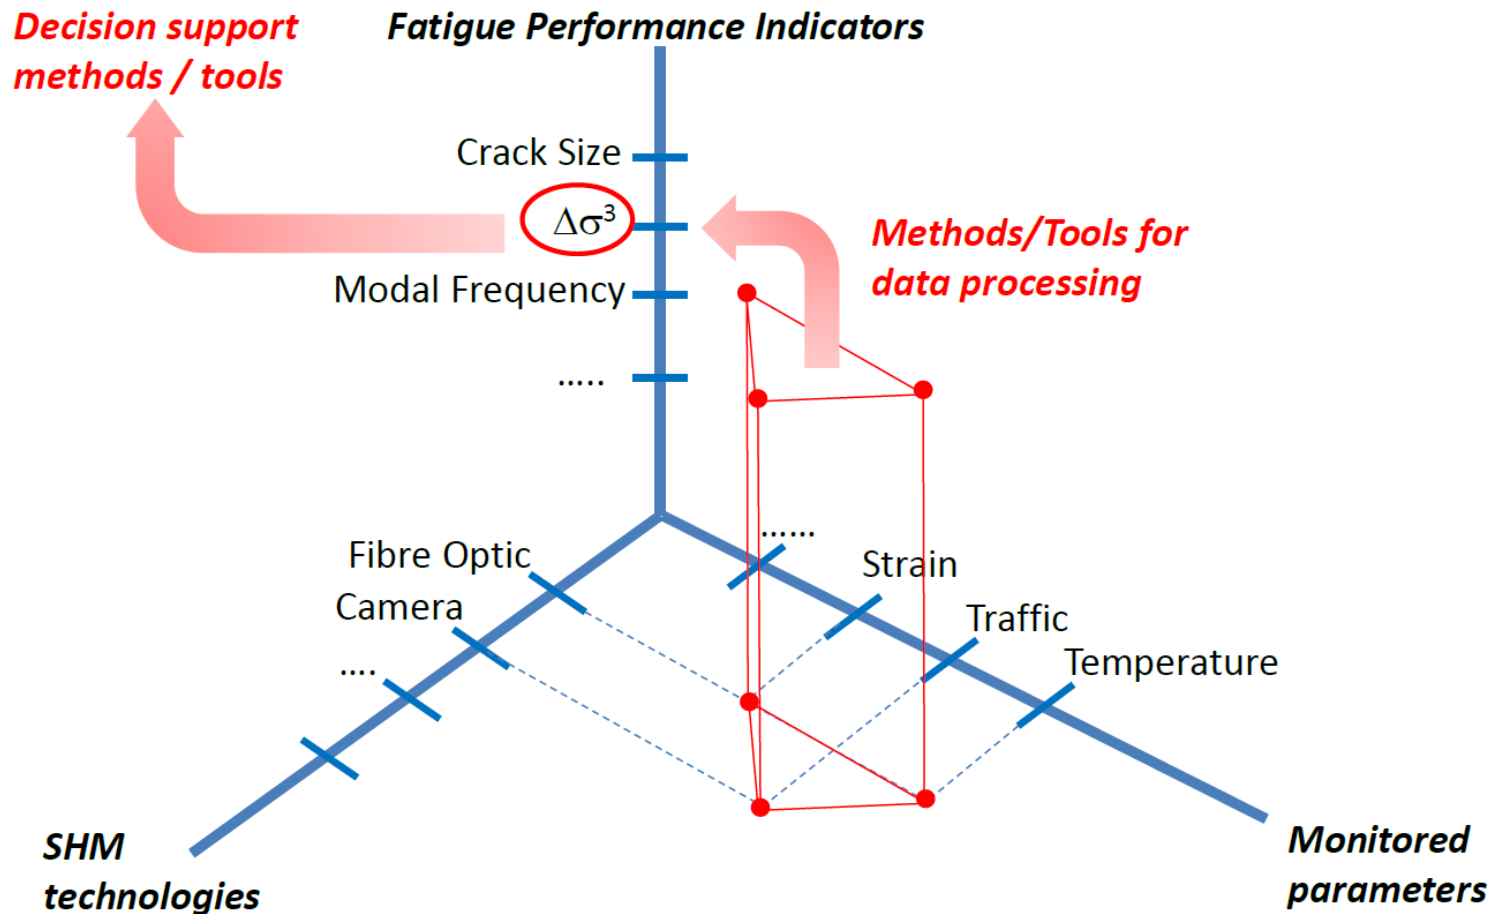 Decision support
methods / tools
Fatigue Performance Indicators
Crack Size
Δσ³
Modal Frequency
.....
Methods/Tools for
data processing
......
Strain
Traffic
Temperature
Fibre Optic
Camera
....
SHM
technologies
Monitored
parameters